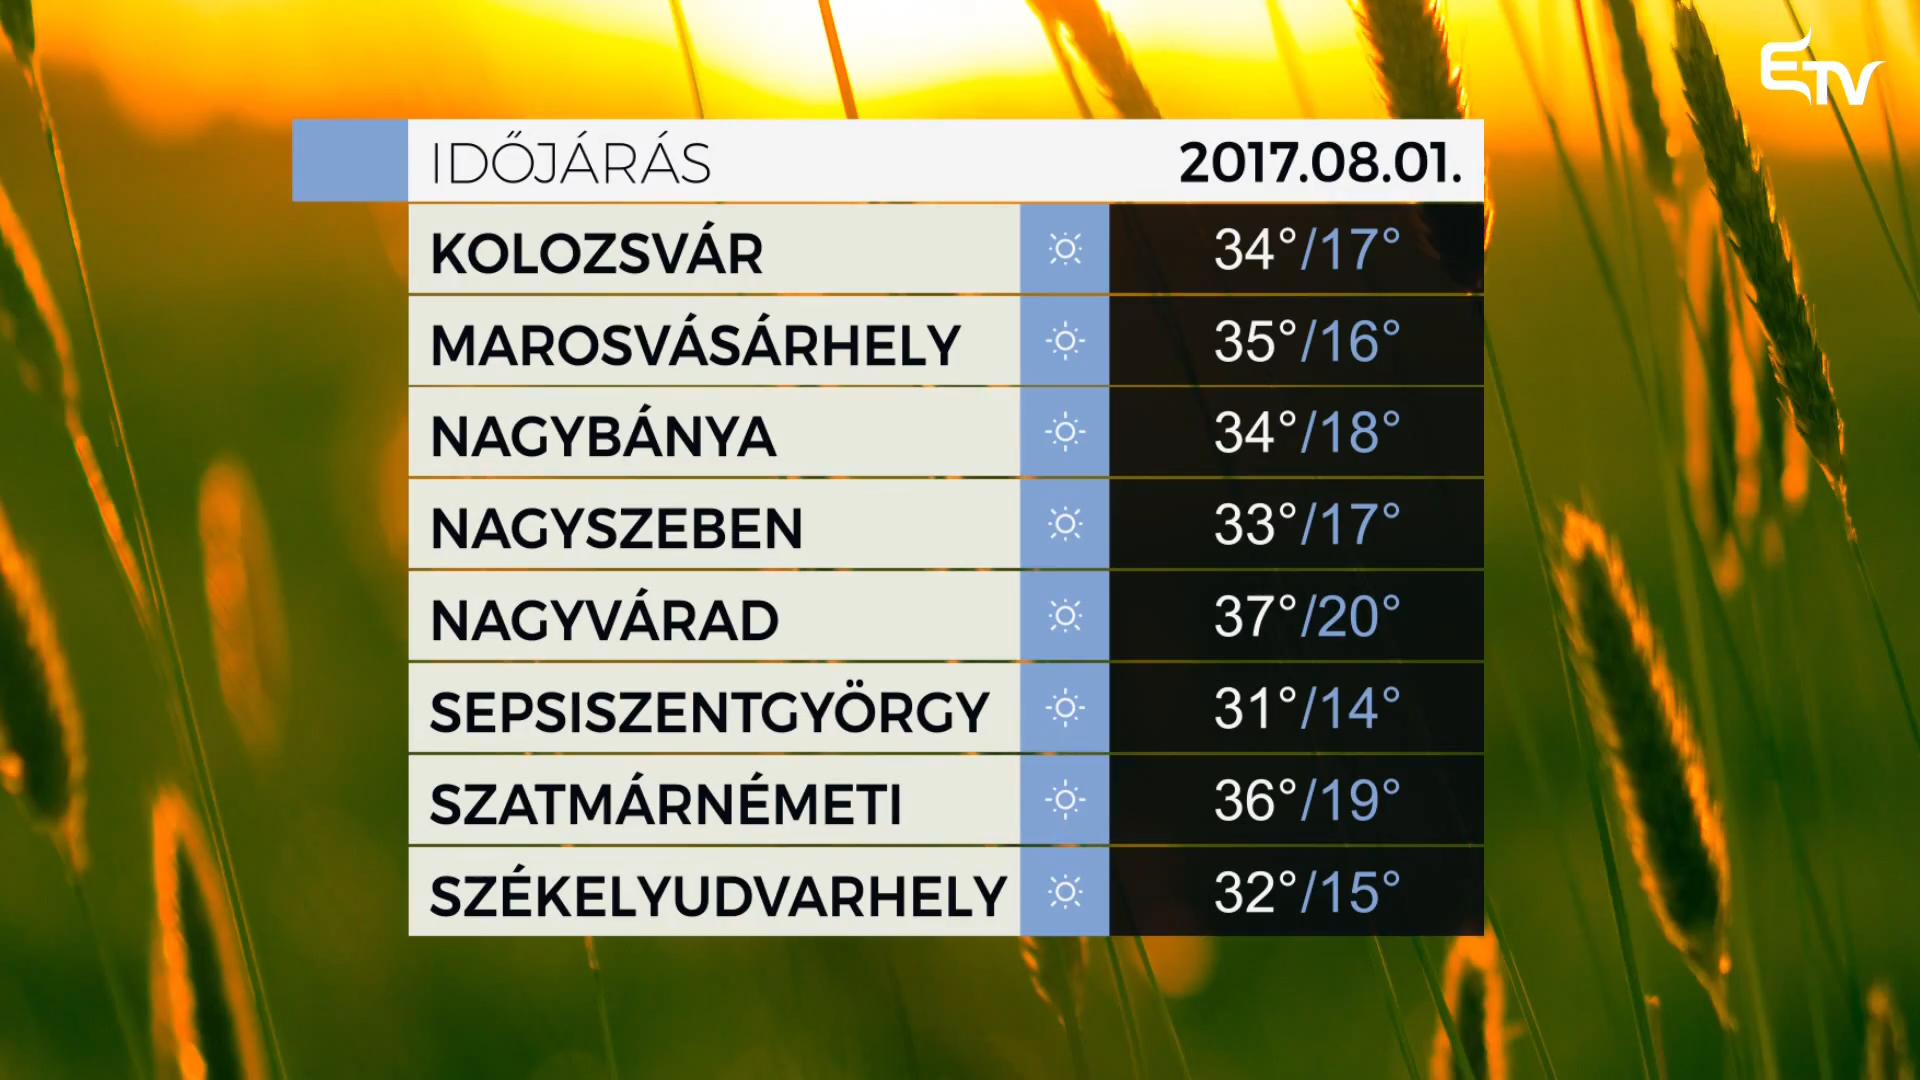 ETV
IDŐJÁRÁS 2017.08.01.
KOLOZSVÁR 34°/17°
MAROSVÁSÁRHELY 35°/16°
NAGYBÁNYA 34°/18°
NAGYSZEBEN 33°/17°
NAGYVÁRAD 37°/20°
SEPSISZENTGYÖRGY 31°/14°
SZATMÁRNÉMETI 36°/19°
SZÉKELYUDVARHELY 32°/15°